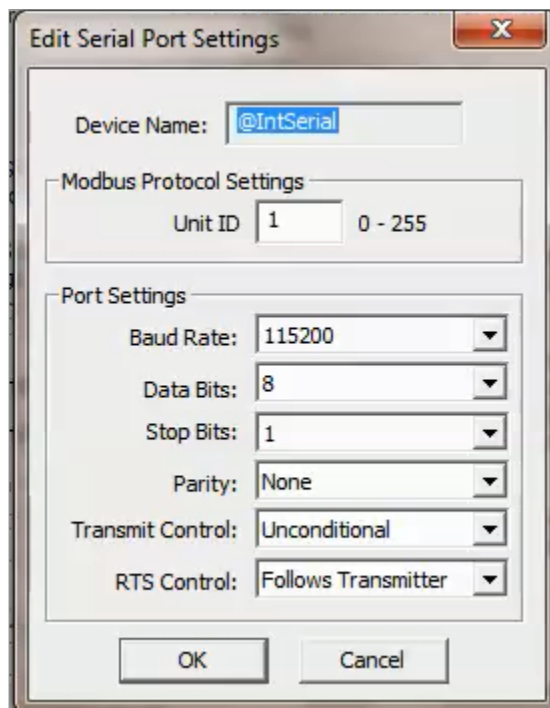 Edit Serial Port Settings
Device Name: @IntSerial
Modbus Protocol Settings
Unit ID 1 0 - 255
Port Settings
Baud Rate: 115200
Data Bits: 8
Stop Bits: 1
Parity: None
Transmit Control: Unconditional
RTS Control: Follows Transmitter
OK Cancel